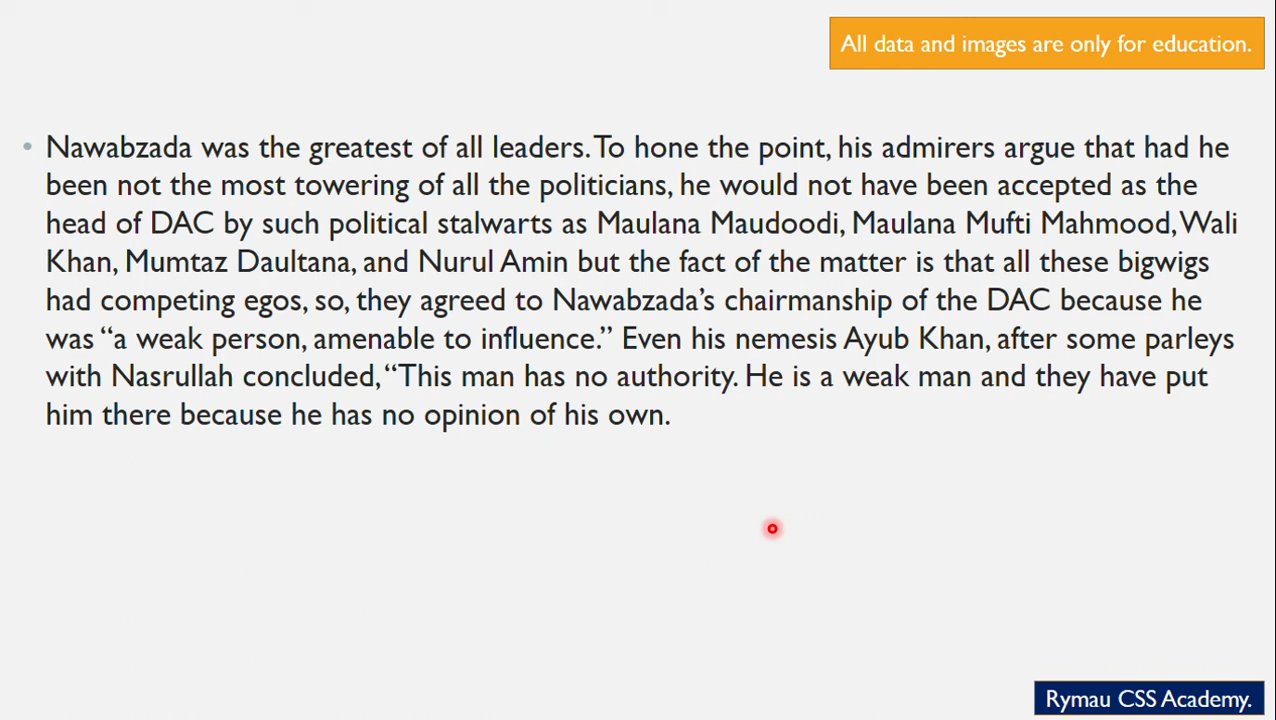 All data and images are only for education.
• Nawabzada was the greatest of all leaders. To hone the point, his admirers argue that had he
been not the most towering of all the politicians, he would not have been accepted as the
head of DAC by such political stalwarts as Maulana Maudoodi, Maulana Mufti Mahmood, Wali
Khan, Mumtaz Daultana, and Nurul Amin but the fact of the matter is that all these bigwigs
had competing egos, so, they agreed to Nawabzada’s chairmanship of the DAC because he
was “a weak person, amenable to influence.” Even his nemesis Ayub Khan, after some parleys
with Nasrullah concluded, “This man has no authority. He is a weak man and they have put
him there because he has no opinion of his own.
Rymau CSS Academy.